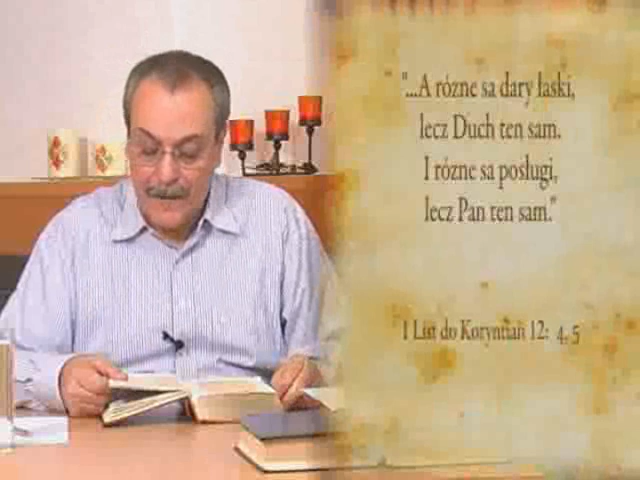 "...A rózne sa dary łaski,
lecz Duch ten sam.
I rózne sa posługi,
lecz Pan ten sam."
1 List do Koryntian 12: 4, 5